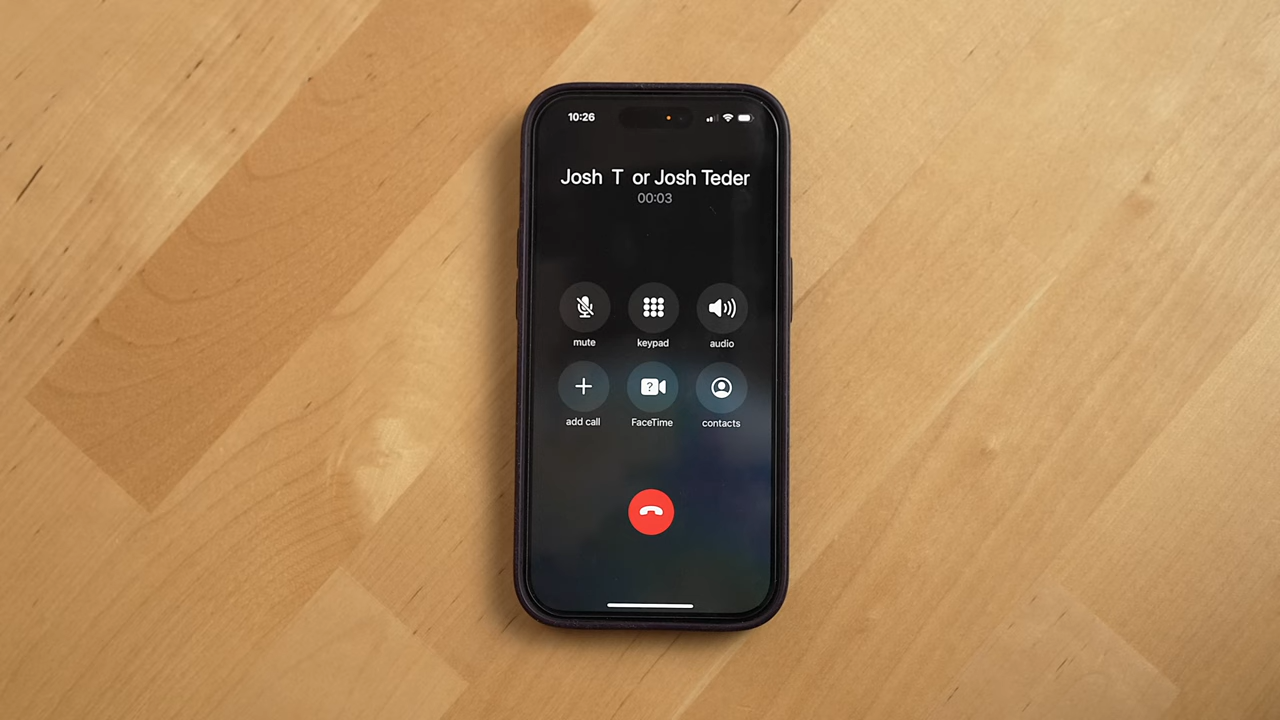 10:26
Josh T or Josh Teder
00:03
mute keypad audio
add call FaceTime contacts